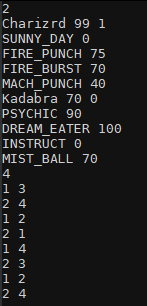 2
Charizrd 99 1
SUNNY_DAY 0
FIRE_PUNCH 75
FIRE_BURST 70
MACH_PUNCH 40
Kadabra 70 0
PSYCHIC 90
DREAM_EATER 100
INSTRUCT 0
MIST_BALL 70
4
1 3
2 4
1 2
2 1
1 4
2 3
1 2
2 4